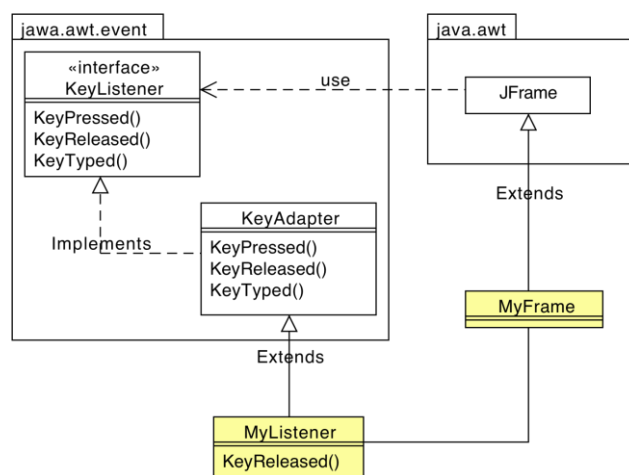 jawa.awt.event
java.awt
«interface»
KeyListener
KeyPressed()
KeyReleased()
KeyTyped()
use
JFrame
Implements
KeyAdapter
KeyPressed()
KeyReleased()
KeyTyped()
Extends
MyFrame
Extends
MyListener
KeyReleased()